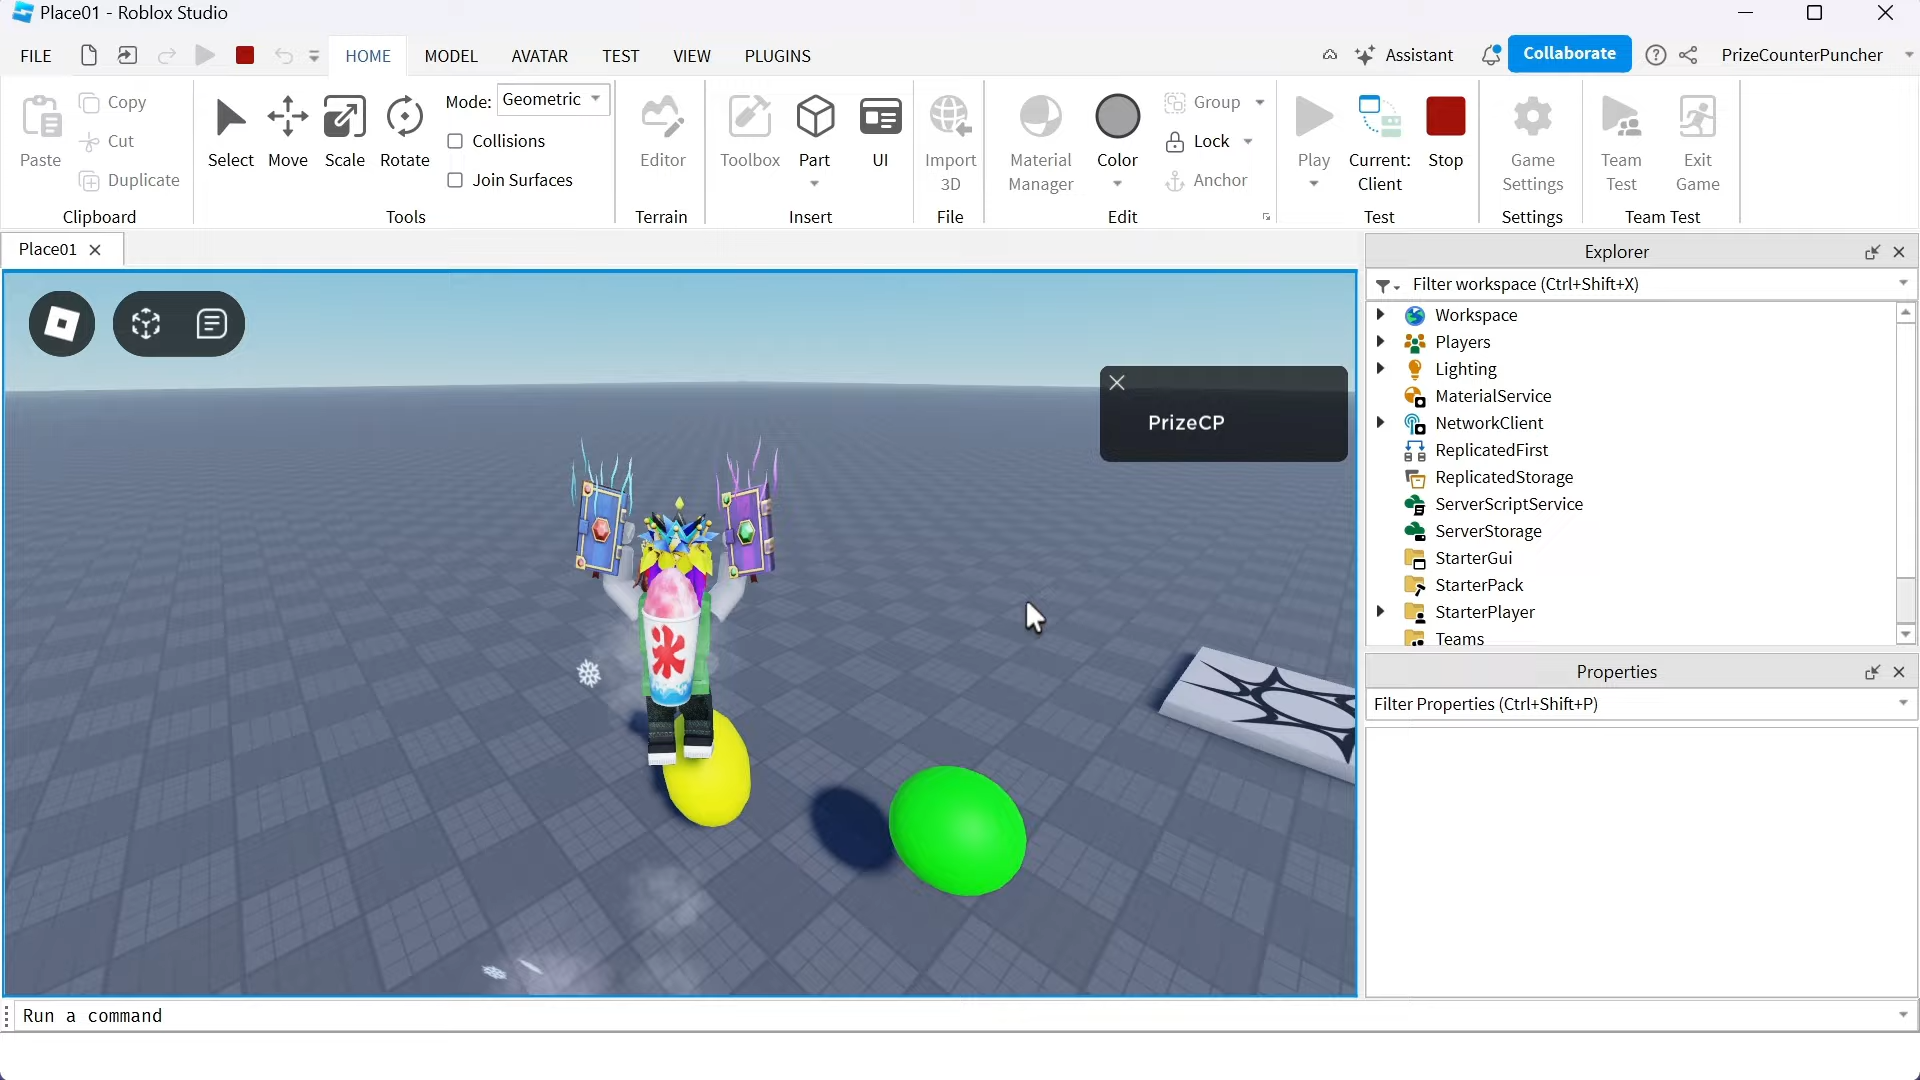 Place01 - Roblox Studio
FILE
HOME
MODEL
AVATAR
TEST
VIEW
PLUGINS
Assistant
Collaborate
PrizeCounterPuncher
Paste
Copy
Cut
Duplicate
Clipboard
Select
Move
Scale
Rotate
Mode: Geometric
Collisions
Join Surfaces
Tools
Editor
Terrain
Toolbox
Part
UI
Insert
Import
3D
File
Material
Manager
Color
Group
Lock
Anchor
Edit
Play
Current:
Client
Stop
Test
Game
Settings
Settings
Team
Test
Exit
Game
Team Test
Place01
PrizeCP
氷
Explorer
Filter workspace (Ctrl+Shift+X)
Workspace
Players
Lighting
MaterialService
NetworkClient
ReplicatedFirst
ReplicatedStorage
ServerScriptService
ServerStorage
StarterGui
StarterPack
StarterPlayer
Teams
Properties
Filter Properties (Ctrl+Shift+P)
Run a command